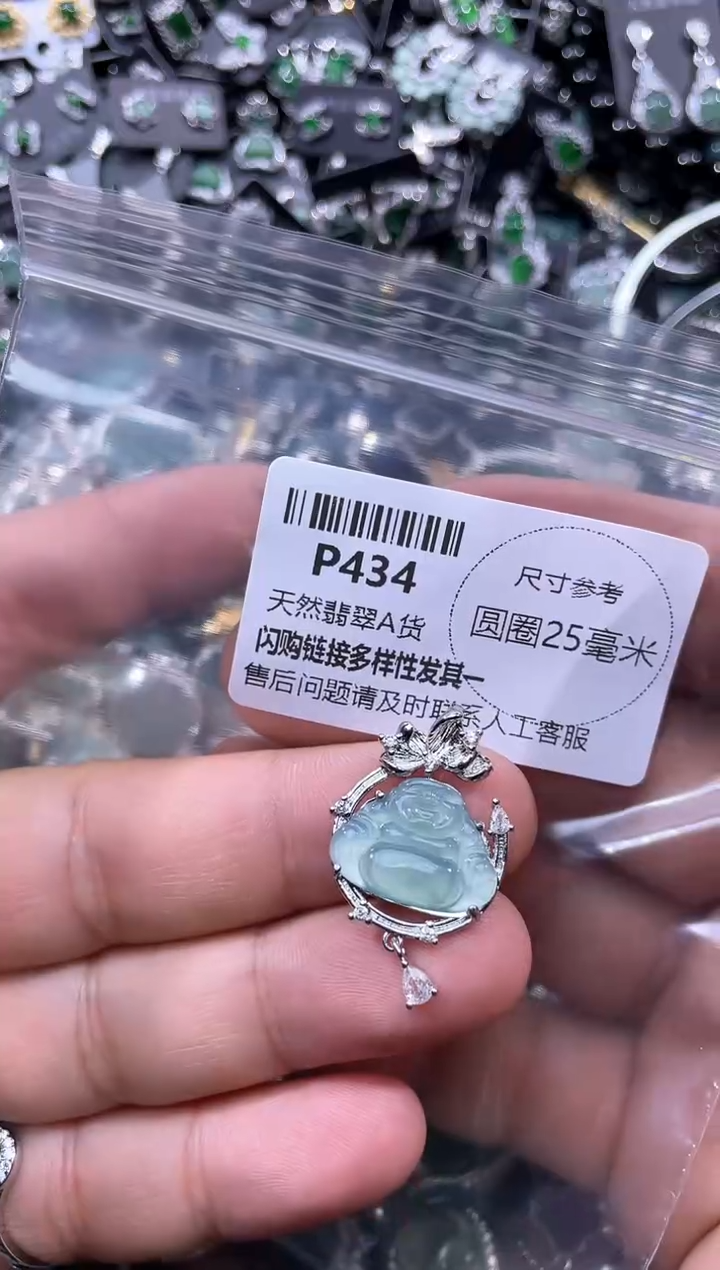 P434
天然翡翠A货
闪购链接多样性发其一
售后问题请及时联系人工客服
尺寸参考
圆圈25毫米